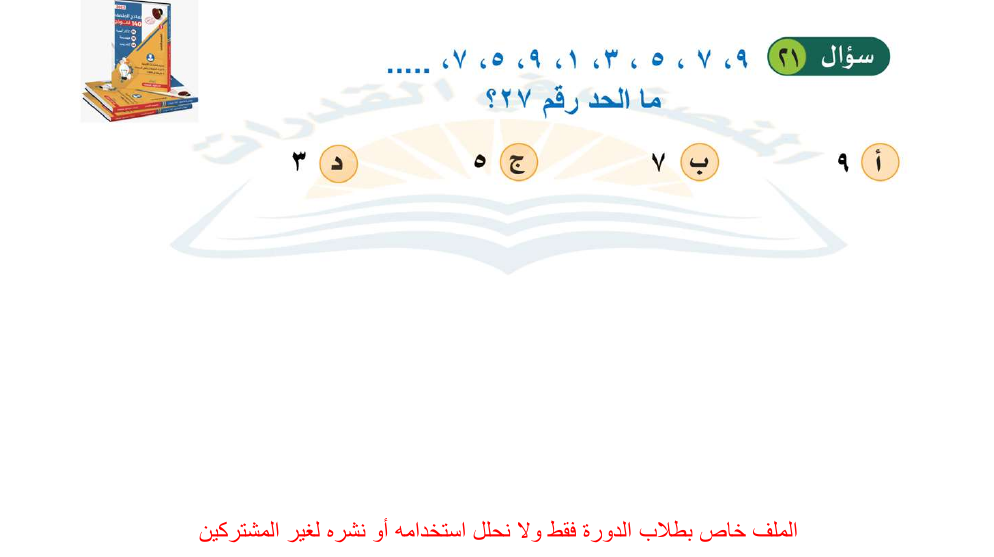 سؤال ٢١ ٩، ٧ ، ٥ ، ٣، ١، ٩، ٥، ٧، .....
ما الحد رقم ٢٧؟
أ ٩ ب ٧ ج ٥ د ٣
الملف خاص بطلاب الدورة فقط ولا نحلل استخدامه أو نشره لغير المشتركين